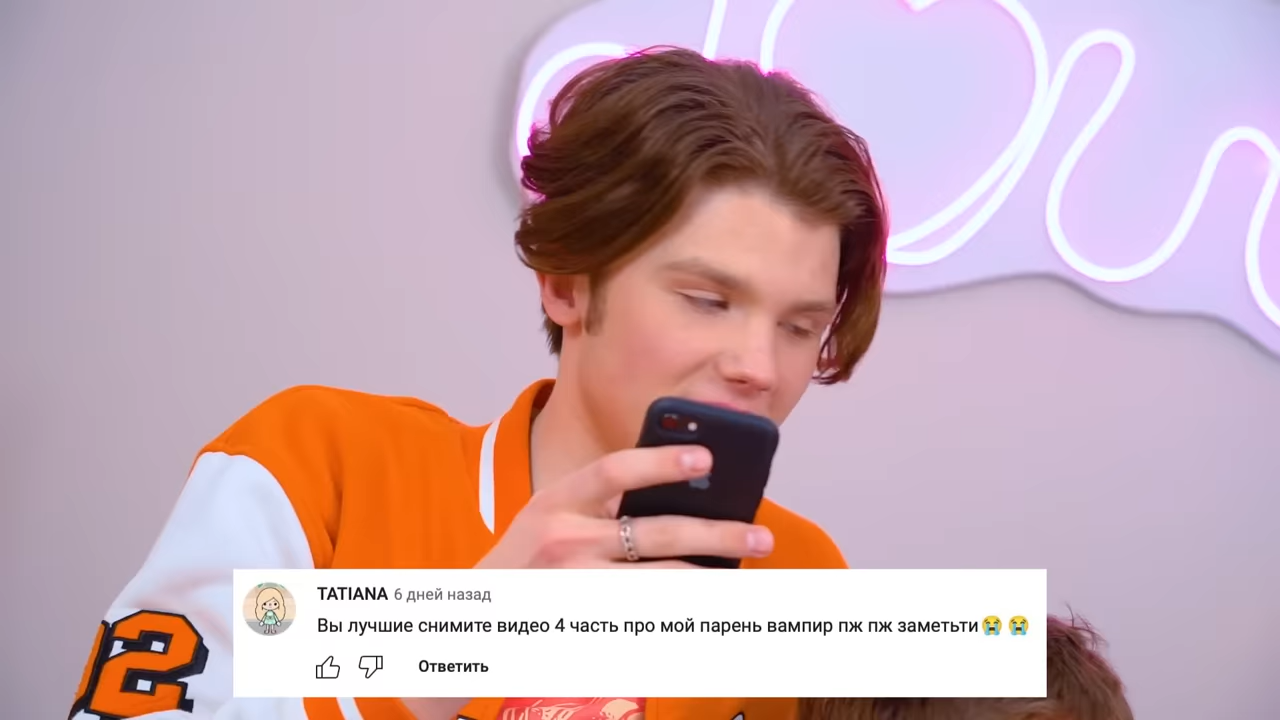 TATIANA 6 дней назад
Вы лучшие снимите видео 4 часть про мой парень вампир пж пж заметьти😭 😭
Ответить